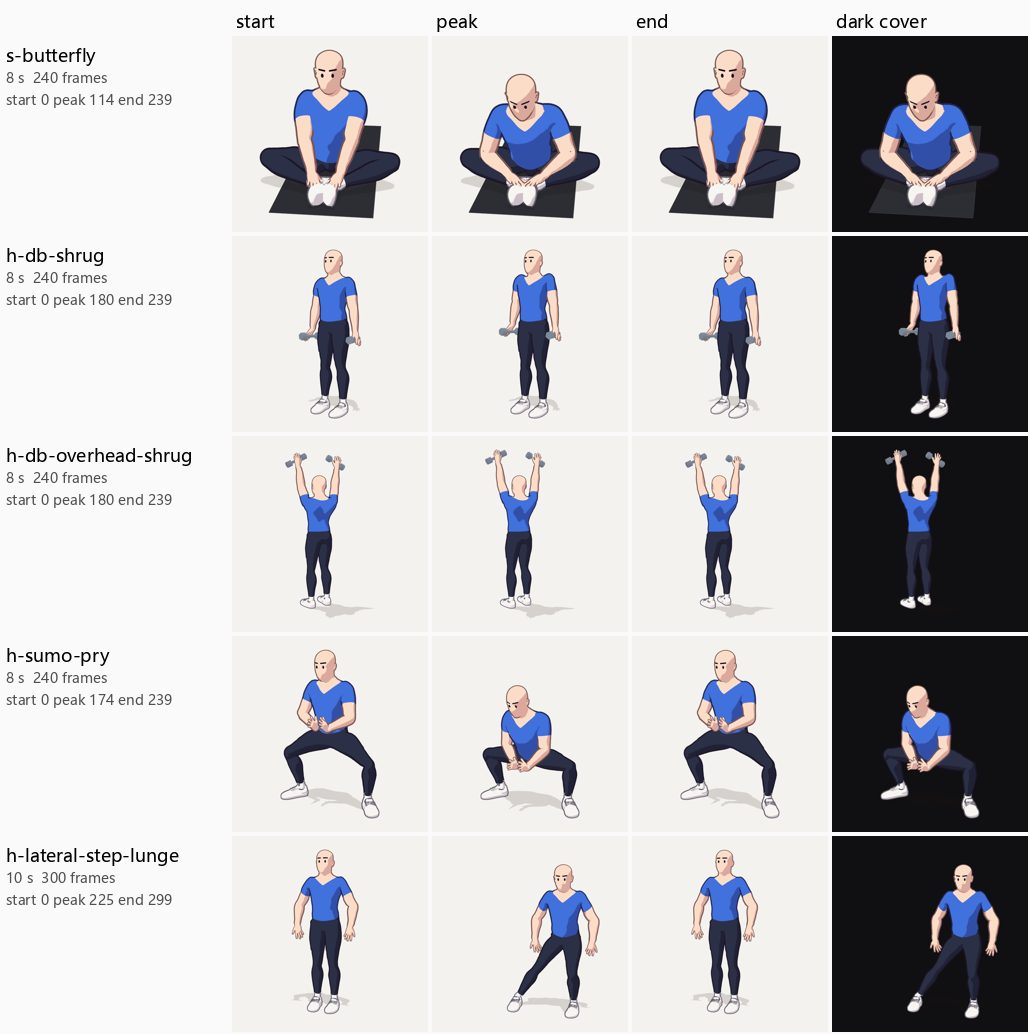 start peak end dark cover
s-butterfly
8 s 240 frames
start 0 peak 114 end 239
h-db-shrug
8 s 240 frames
start 0 peak 180 end 239
h-db-overhead-shrug
8 s 240 frames
start 0 peak 180 end 239
h-sumo-pry
8 s 240 frames
start 0 peak 174 end 239
h-lateral-step-lunge
10 s 300 frames
start 0 peak 225 end 299